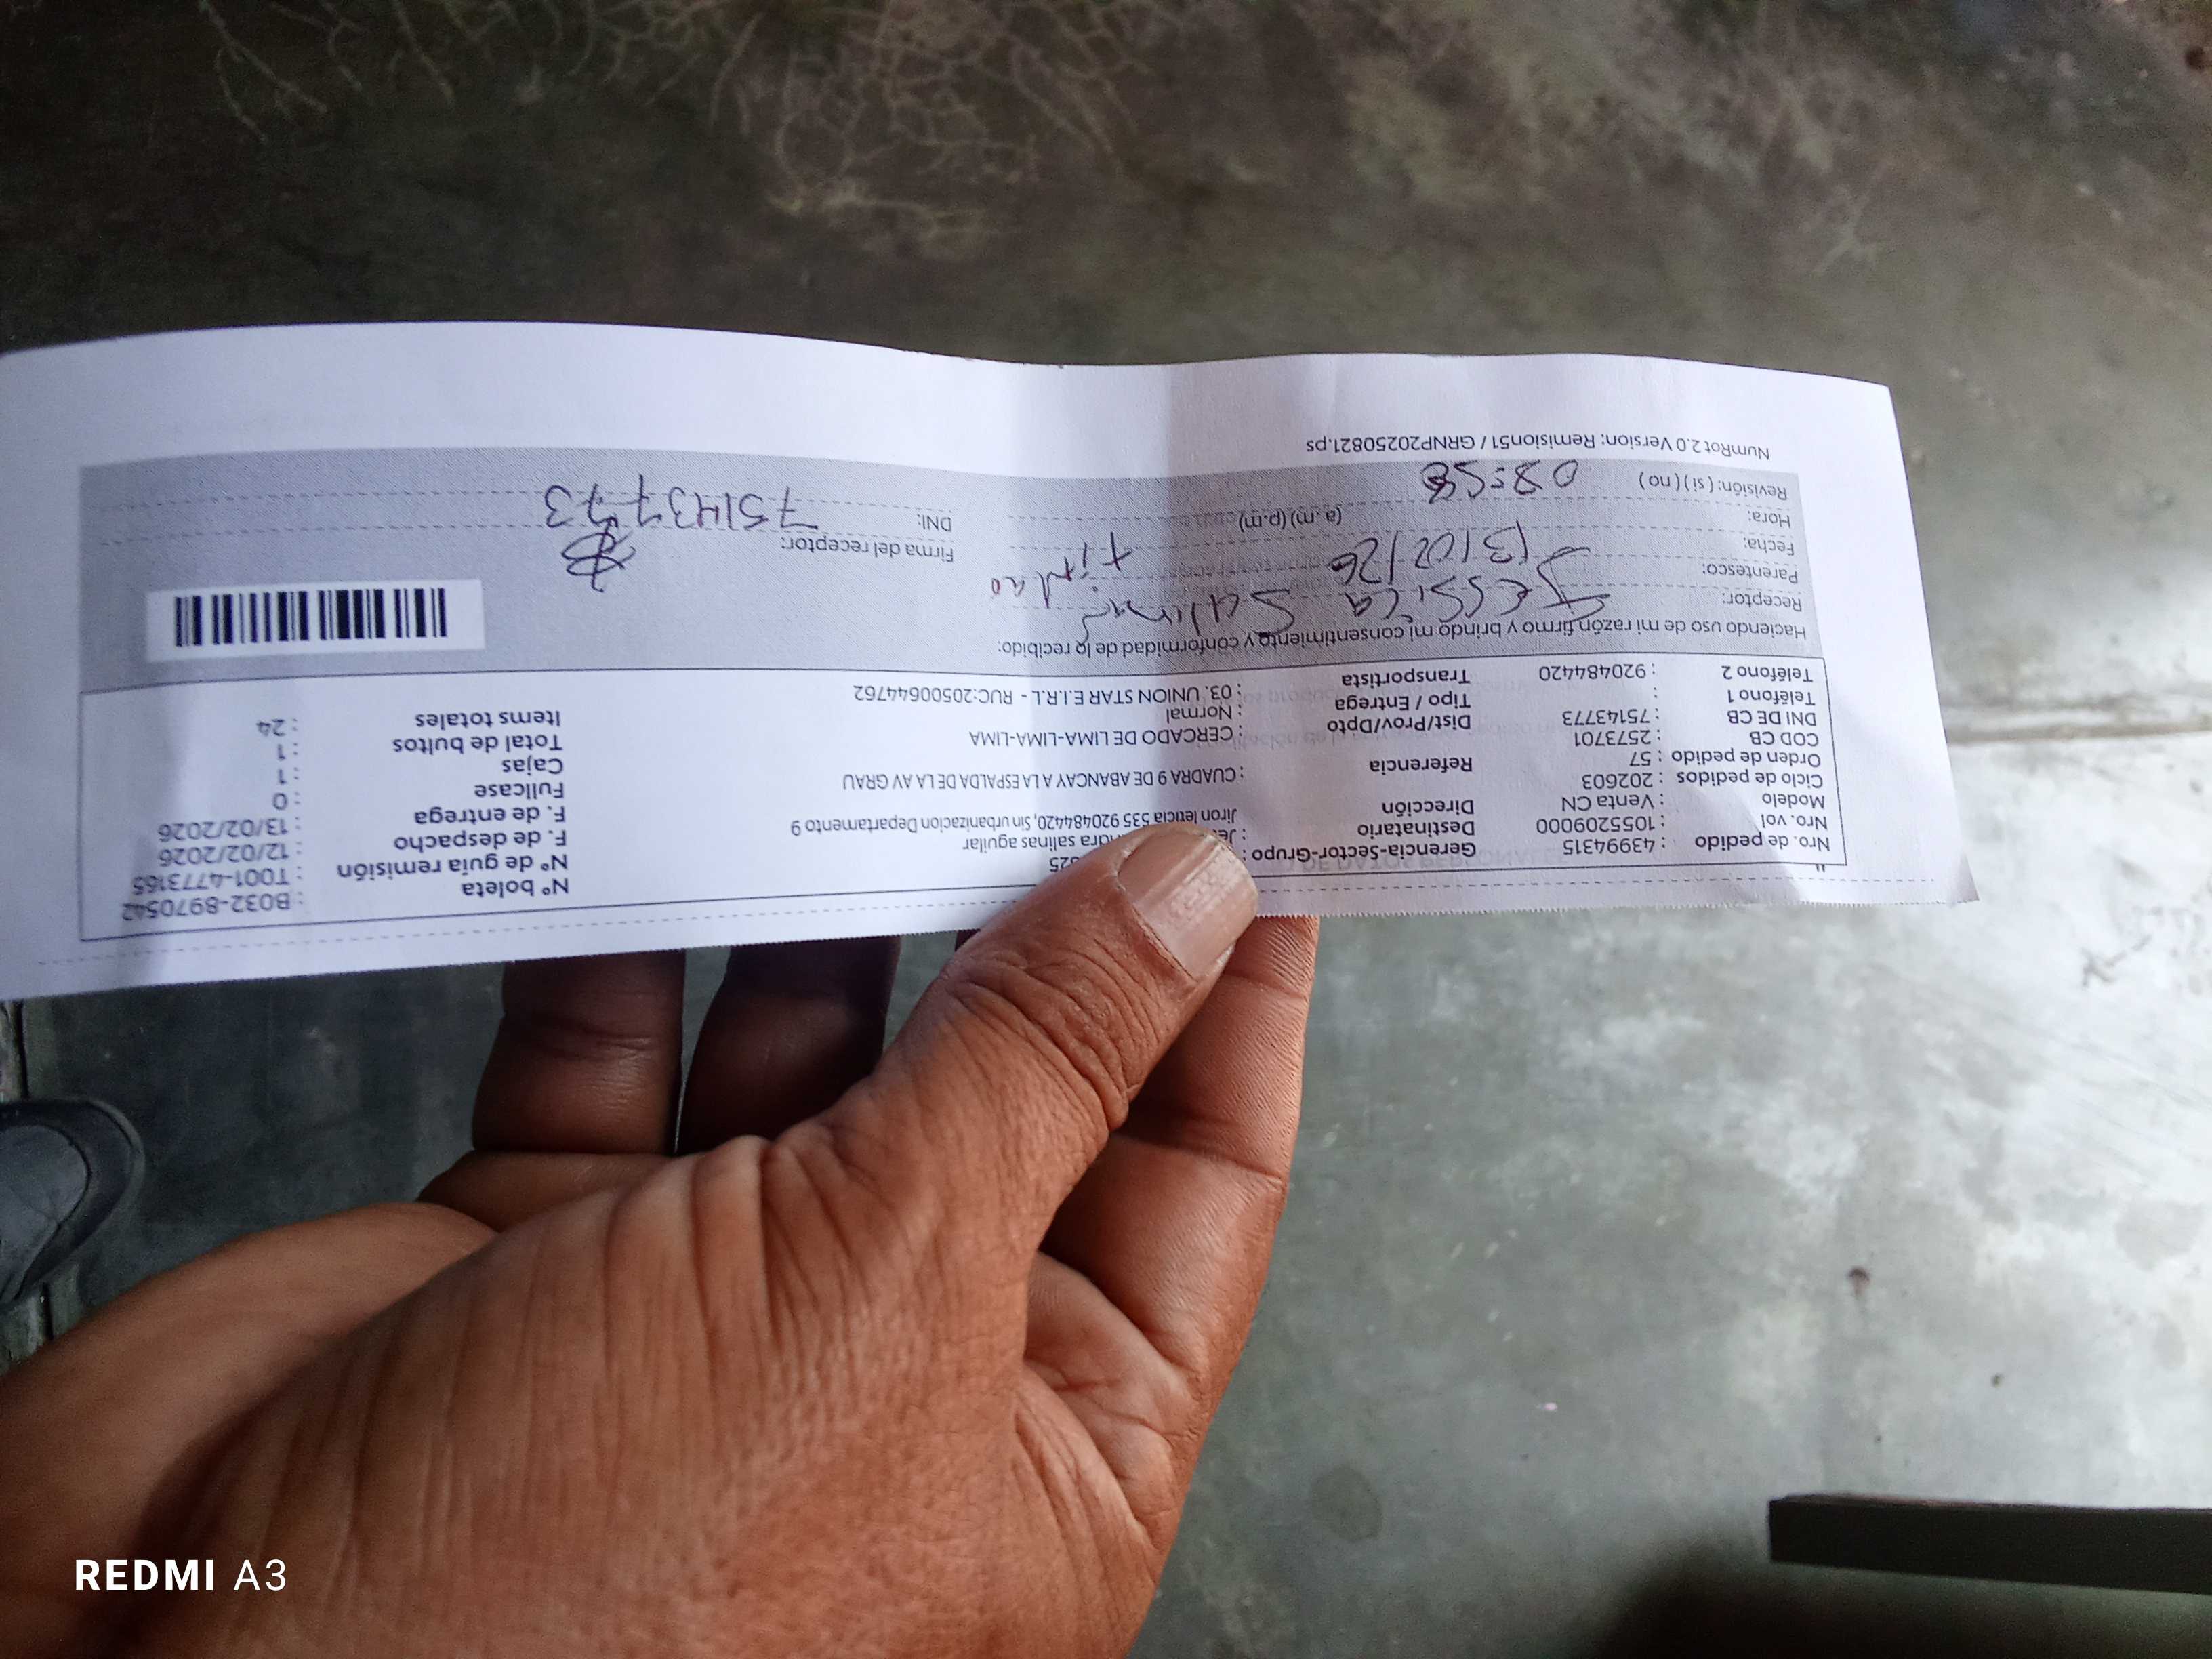 Nro. de pedido : 43994315
Nro. vol. : 1055209000
Modelo : Venta CN
Ciclo de pedidos : 202603
Orden de pedido : 57
COD CB : 2573701
DNI DE CB : 75143773
Teléfono 1 :
Teléfono 2 : 920484420
Gerencia-Sector-Grupo :
Destinatario : salinas aguilar
Dirección Jiron leticia 535 920484420, Sin urbanizacion Departamento 9
Referencia : CUADRA 9 DE ABANCAY A LA ESPALDA DE LA AV GRAU
Dist/Prov/Dpto : CERCADO DE LIMA-LIMA-LIMA
Tipo / Entrega : Normal
Transportista : 03. UNION STAR E.I.R.L - RUC:20500644762
N° boleta : B032-8970542
N° de guía remisión : T001-4773165
F. de despacho : 12/02/2026
F. de entrega : 13/02/2026
Fullcase : 0
Cajas : 1
Total de bultos : 1
Items totales : 24
Haciendo uso de mi razón firmo y brindo mi consentimiento y conformidad de lo recibido:
Receptor: Jessica Salinas
Parentesco: titular
Fecha: 13/02/26
Hora: 08:58 (a. m) (p.m)
Revisión: ( si ) ( no )
Firma del receptor:
DNI: 75143773
NumRot 2.0 Version: Remision51 / GRNP20250821.ps
REDMI A3